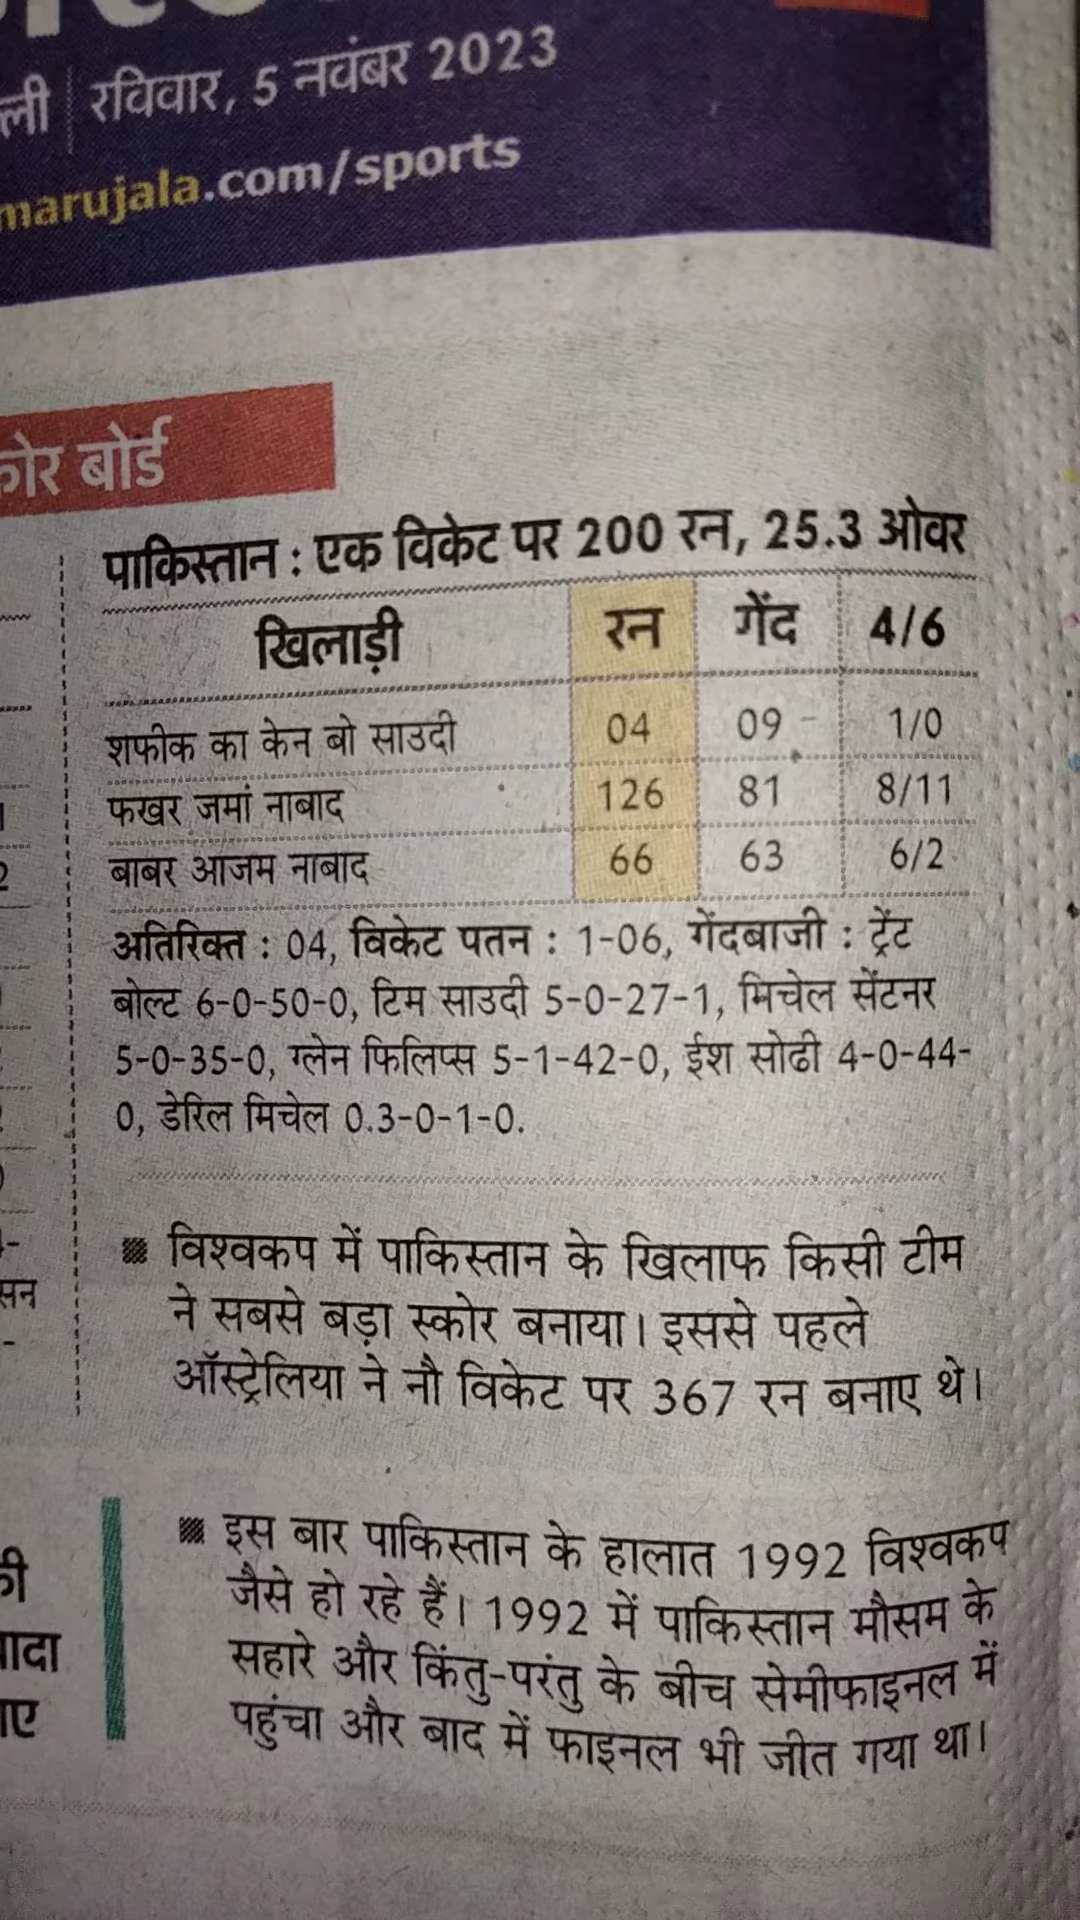 रविवार, 5 नवंबर 2023
marujala.com/sports
बोर्ड
पाकिस्तान : एक विकेट पर 200 रन, 25.3 ओवर
खिलाड़ी रन गेंद 4/6
शफीक का केन बो साउदी 04 09 1/0
फखर जमां नाबाद 126 81 8/11
बाबर आजम नाबाद 66 63 6/2
अतिरिक्त : 04, विकेट पतन : 1-06, गेंदबाजी : ट्रेंट
बोल्ट 6-0-50-0, टिम साउदी 5-0-27-1, मिचेल सेंटनर
5-0-35-0, ग्लेन फिलिप्स 5-1-42-0, ईश सोढी 4-0-44-
0, डेरिल मिचेल 0.3-0-1-0.
विश्वकप में पाकिस्तान के खिलाफ किसी टीम
ने सबसे बड़ा स्कोर बनाया। इससे पहले
ऑस्ट्रेलिया ने नौ विकेट पर 367 रन बनाए थे।
इस बार पाकिस्तान के हालात 1992 विश्वकप
जैसे हो रहे हैं। 1992 में पाकिस्तान मौसम के
सहारे और किंतु-परंतु के बीच सेमीफाइनल में
पहुंचा और बाद में फाइनल भी जीत गया था।